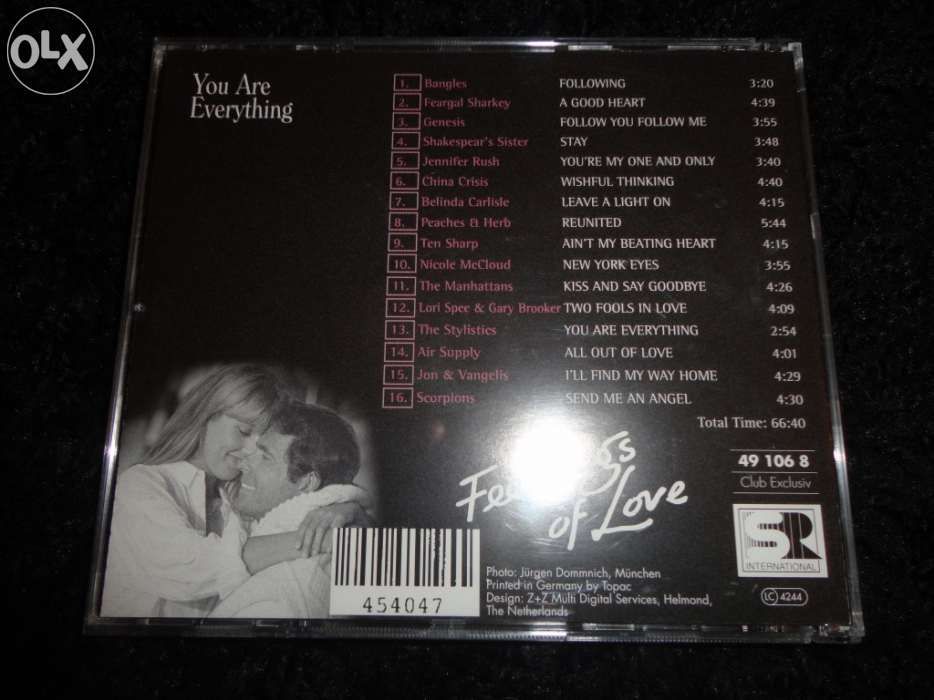 OLX
You Are
Everything
1. Bangles FOLLOWING 3:20
2. Feargal Sharkey A GOOD HEART 4:39
3. Genesis FOLLOW YOU FOLLOW ME 3:55
4. Shakespear's Sister STAY 3:48
5. Jennifer Rush YOU'RE MY ONE AND ONLY 3:40
6. China Crisis WISHFUL THINKING 4:40
7. Belinda Carlisle LEAVE A LIGHT ON 4:15
8. Peaches & Herb REUNITED 5:44
9. Ten Sharp AIN'T MY BEATING HEART 4:15
10. Nicole McCloud NEW YORK EYES 3:55
11. The Manhattans KISS AND SAY GOODBYE 4:26
12. Lori Spee & Gary Brooker TWO FOOLS IN LOVE 4:09
13. The Stylistics YOU ARE EVERYTHING 2:54
14. Air Supply ALL OUT OF LOVE 4:01
15. Jon & Vangelis I'LL FIND MY WAY HOME 4:29
16. Scorpions SEND ME AN ANGEL 4:30
Total Time: 66:40
49 106 8
Club Exclusiv
of Love
SR
INTERNATIONAL
454047
Photo: Jürgen Dommnich, München
Printed in Germany by Topac
Design: Z+Z Multi Digital Services, Helmond,
The Netherlands
LC 4244